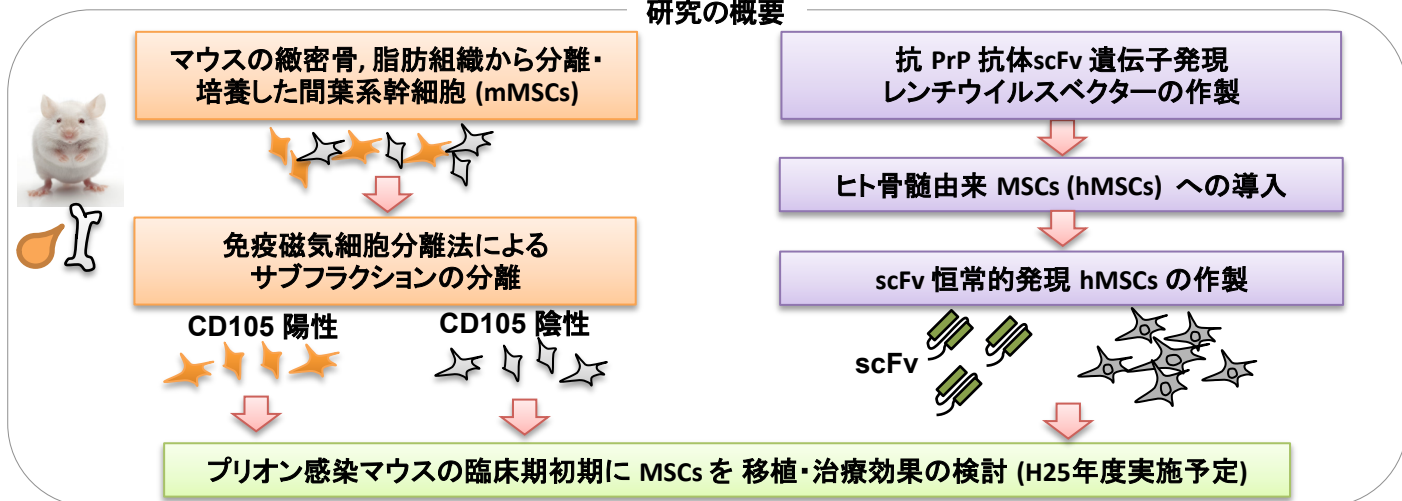 研究の概要
マウスの緻密骨, 脂肪組織から分離・
培養した間葉系幹細胞 (mMSCs)
免疫磁気細胞分離法による
サブフラクションの分離
CD105 陽性
CD105 陰性
抗 PrP 抗体scFv 遺伝子発現
レンチウイルスベクターの作製
ヒト骨髄由来 MSCs (hMSCs) への導入
scFv 恒常的発現 hMSCs の作製
scFv
プリオン感染マウスの臨床期初期に MSCs を 移植・治療効果の検討 (H25年度実施予定)